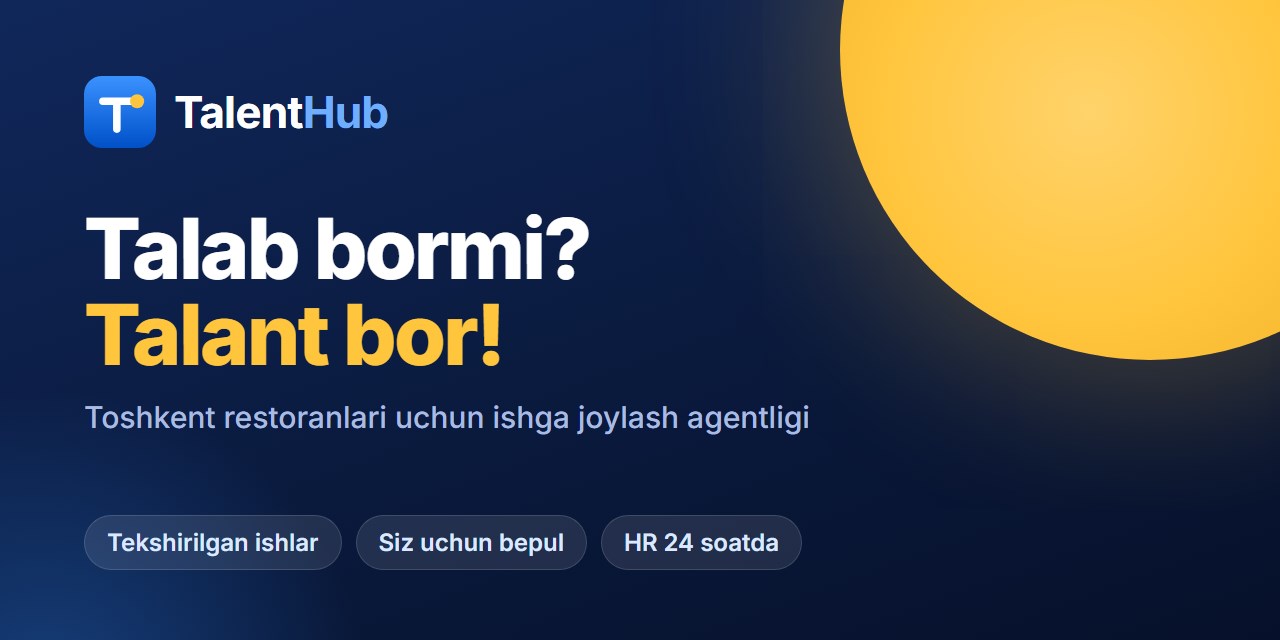 TalentHub
Talab bormi?
Talant bor!
Toshkent restoranlari uchun ishga joylash agentligi
Tekshirilgan ishlar
Siz uchun bepul
HR 24 soatda